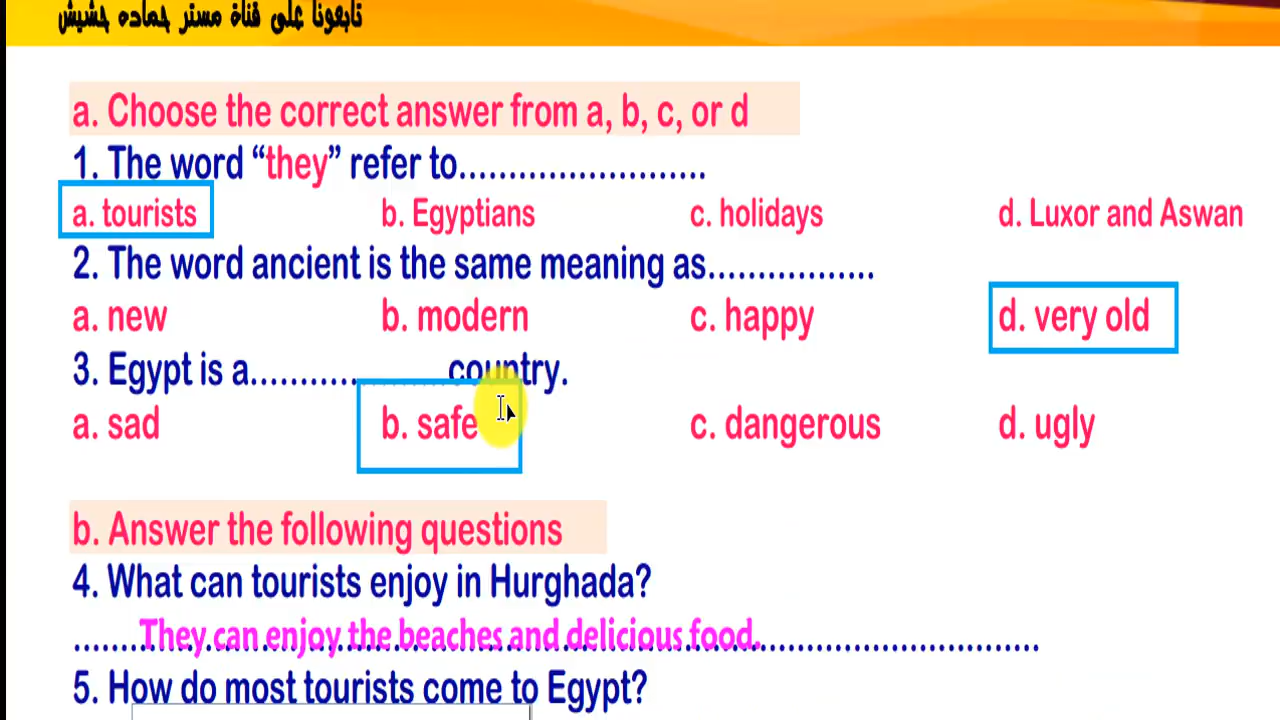 تابعونا على قناة مستر حماده حشيش
a. Choose the correct answer from a, b, c, or d
1. The word “they” refer to.........................
a. tourists b. Egyptians c. holidays d. Luxor and Aswan
2. The word ancient is the same meaning as.................
a. new b. modern c. happy d. very old
3. Egypt is a.................... country.
a. sad b. safe c. dangerous d. ugly
b. Answer the following questions
4. What can tourists enjoy in Hurghada?
......They can enjoy the beaches and delicious food...............................
5. How do most tourists come to Egypt?